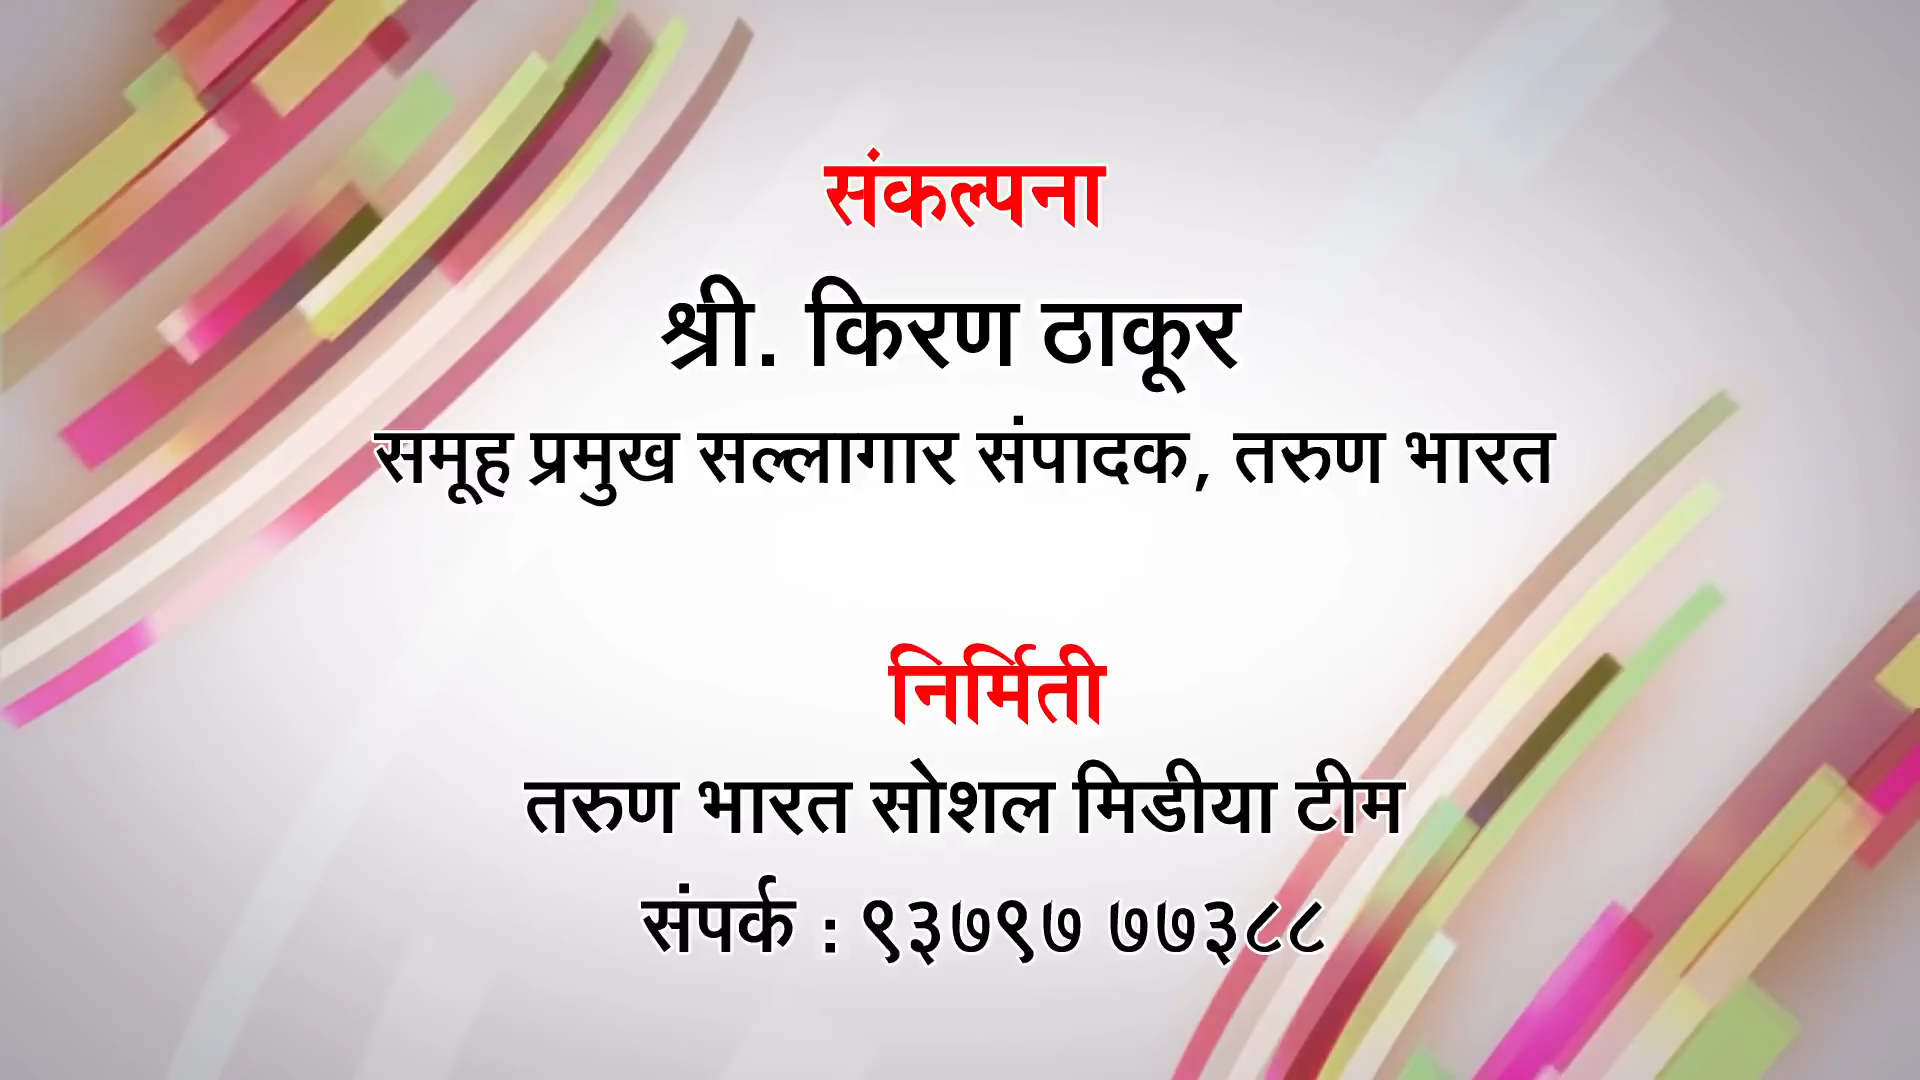 संकल्पना
श्री. किरण ठाकूर
समूह प्रमुख सल्लागार संपादक, तरुण भारत
निर्मिती
तरुण भारत सोशल मिडीया टीम
संपर्क : ९३७९७ ७७३८८